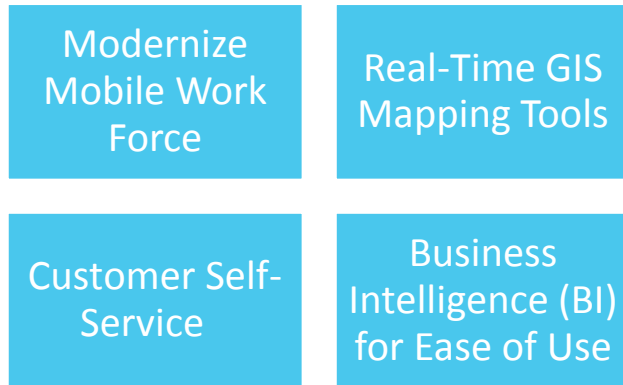 Modernize
Mobile Work
Force
Real-Time GIS
Mapping Tools
Customer Self-
Service
Business
Intelligence (BI)
for Ease of Use